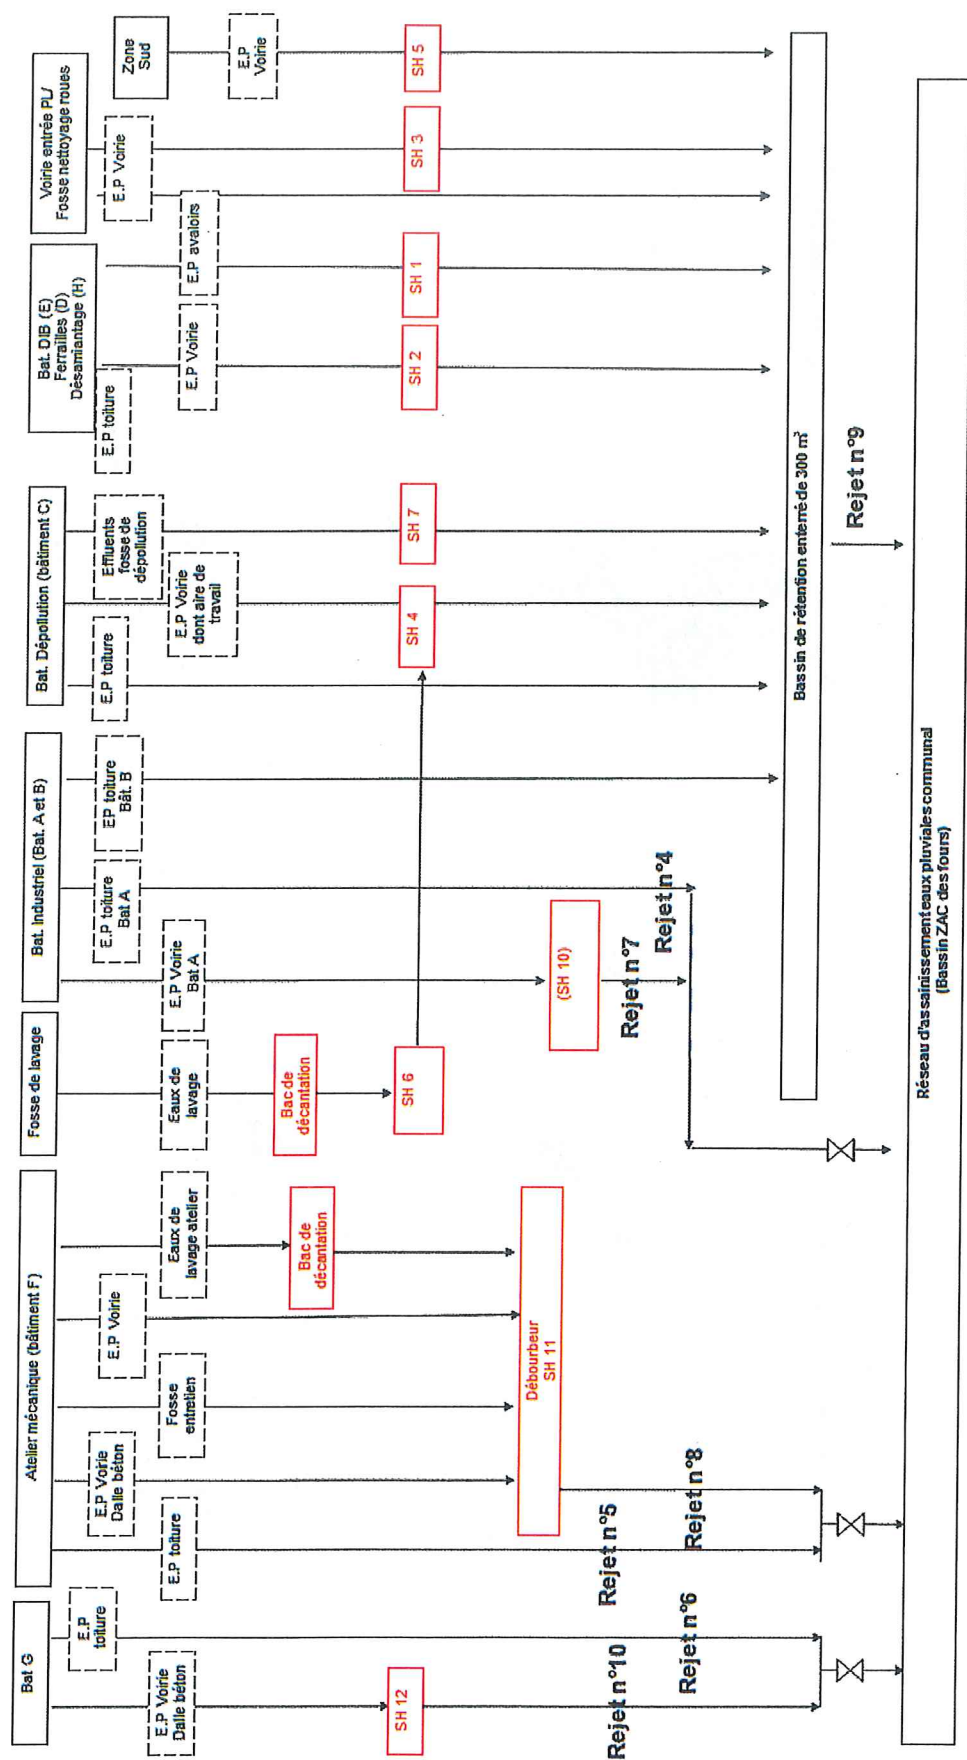 Bat G
E.P
toiture
E.P Voirie
Dalle béton
SH 12
Rejet n°10
Rejet n°6
Atelier mécanique (bâtiment F)
E.P toiture
E.P Voirie
Dalle béton
Fosse
entretien
E.P Voirie
Eaux de
lavage atelier
Bac de
décantation
Débourbeur
SH 11
Rejet n°5
Rejet n°8
Fosse de lavage
Eaux de
lavage
Bac de
décantation
SH 6
Bat. Industriel (Bat. A et B)
E.P Voirie
Bat A
E.P toiture
Bat A
EP toiture
Bât. B
(SH 10)
Rejet n°7
Rejet n°4
Bat. Dépollution (bâtiment C)
E.P toiture
E.P Voirie
dont aire de
travail
Effluents
fosse de
dépollution
SH 4
SH 7
Bat. DIB (E)
Ferrailles (D)
Désamiantage (H)
E.P toiture
E.P Voirie
E.P avaloirs
SH 2
SH 1
Voirie entrée PL/
Fosse nettoyage roues
E.P Voirie
SH 3
Zone
Sud
E.P
Voirie
SH 5
Bassin de rétention enterré de 300 m³
Rejet n°9
Réseau d'assainissement eaux pluviales communal
(Bassin ZAC des fours)